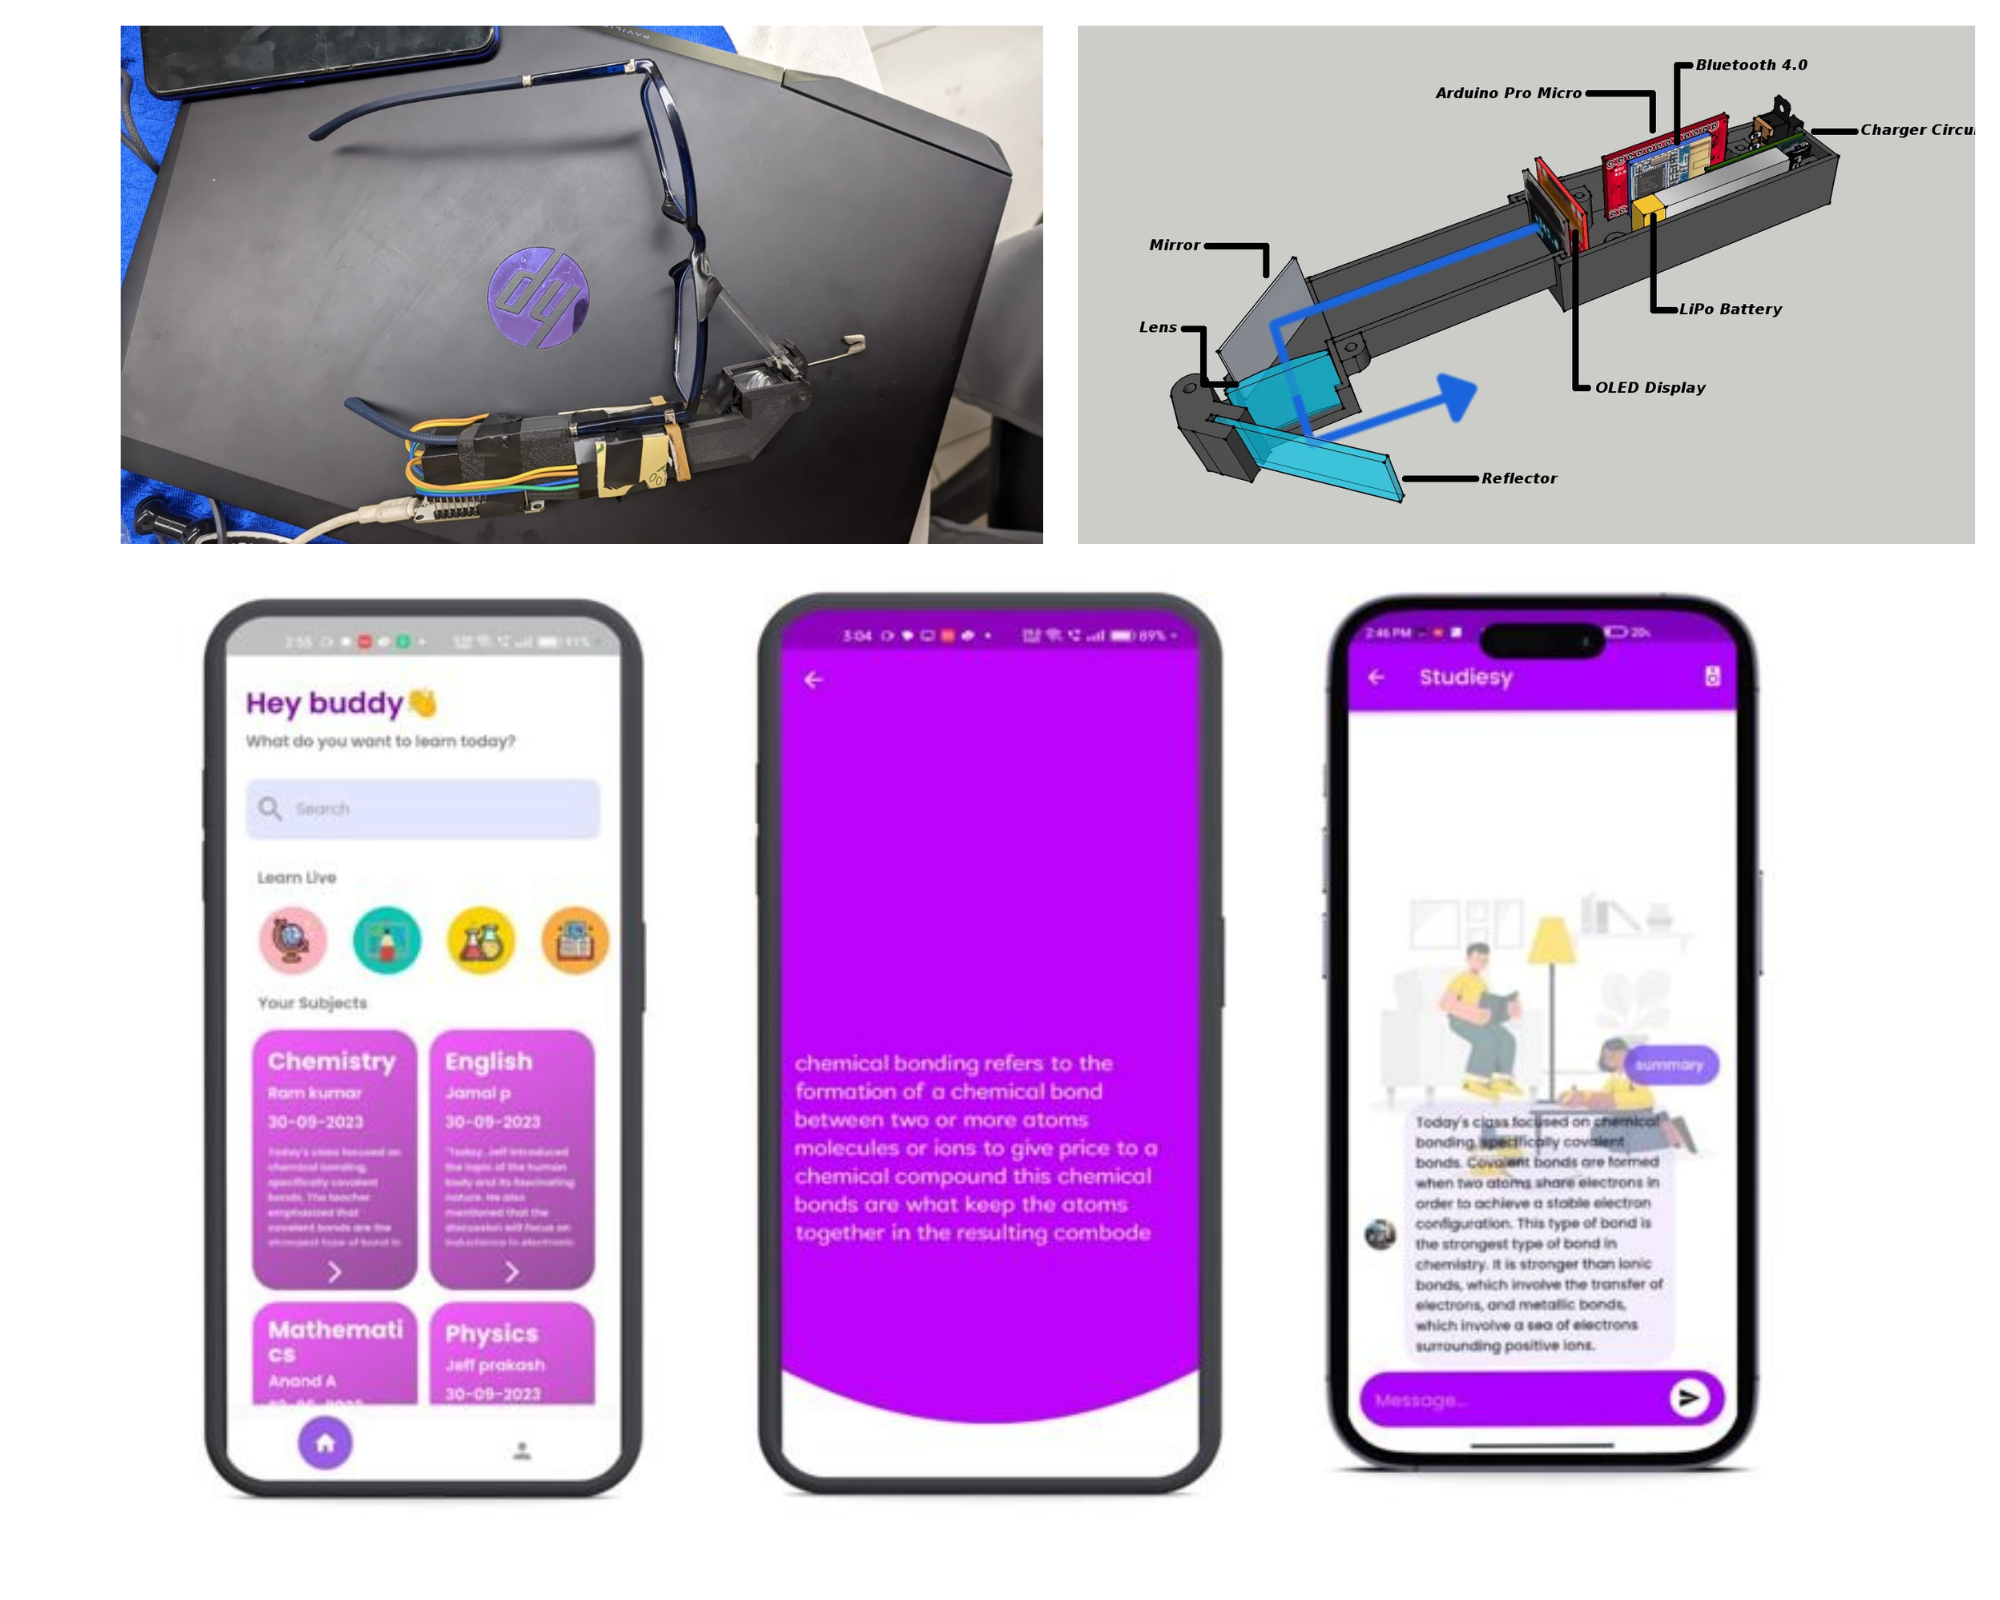 hp
Bluetooth 4.0
Arduino Pro Micro
Charger Circui
Mirror
Lens
LiPo Battery
OLED Display
Reflector
Hey buddy👋
What do you want to learn today?
Search
Learn Live
Your Subjects
Chemistry
Ram kumar
30-09-2023
Today's class focused on
chemical bonding,
specifically covalent
bonds. The teacher
emphasized that
covalent bonds are the
strongest type of bond in
English
Jamal p
30-09-2023
"Today, Jeff introduced
the topic of the human
body and its fascinating
nature. He also
mentioned that the
discussion will focus on
inductance in electronic
Mathemati
cs
Anand A
Physics
Jeff prakash
30-09-2023
3:04
89%
chemical bonding refers to the
formation of a chemical bond
between two or more atoms
molecules or ions to give price to a
chemical compound this chemical
bonds are what keep the atoms
together in the resulting combode
2:46 PM
20%
Studiesy
summary
Today's class focused on chemical
bonding, specifically covalent
bonds. Covalent bonds are formed
when two atoms share electrons in
order to achieve a stable electron
configuration. This type of bond is
the strongest type of bond in
chemistry. It is stronger than ionic
bonds, which involve the transfer of
electrons, and metallic bonds,
which involve a sea of electrons
surrounding positive ions.
Message...